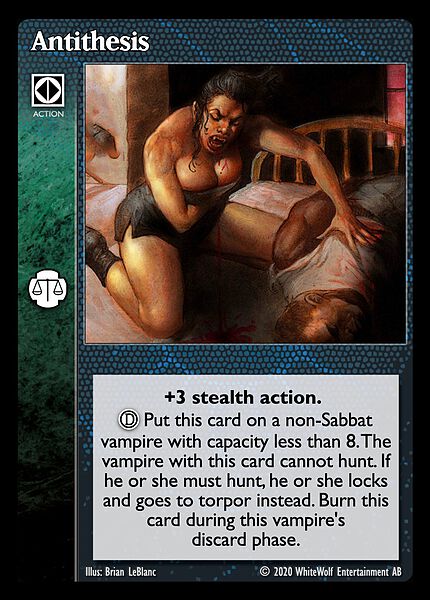 Antithesis
ACTION
+3 stealth action.
Ⓓ Put this card on a non-Sabbat
vampire with capacity less than 8. The
vampire with this card cannot hunt. If
he or she must hunt, he or she locks
and goes to torpor instead. Burn this
card during this vampire's
discard phase.
Illus: Brian LeBlanc © 2020 WhiteWolf Entertainment AB